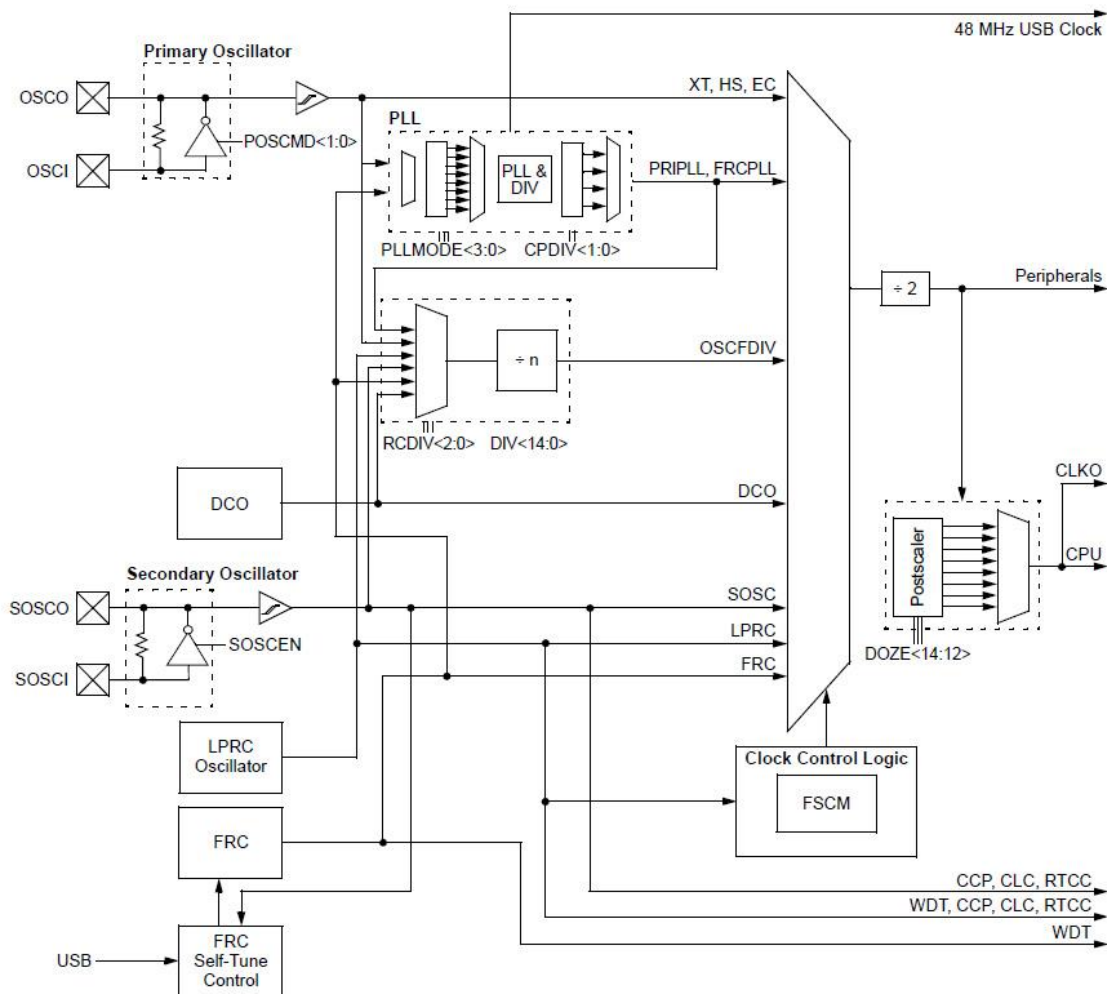 48 MHz USB Clock
Primary Oscillator
OSCO
XT, HS, EC
PLL
POSCMD<1:0>
OSCI
PLL &
DIV
PRIPLL, FRCPLL
PLLMODE<3:0>
CPDIV<1:0>
÷ 2
Peripherals
÷ n
OSCFDIV
RCDIV<2:0>
DIV<14:0>
DCO
DCO
CLKO
CPU
Postscaler
DOZE<14:12>
Secondary Oscillator
SOSCO
SOSC
SOSCEN
LPRC
SOSCI
FRC
LPRC
Oscillator
Clock Control Logic
FSCM
FRC
CCP, CLC, RTCC
WDT, CCP, CLC, RTCC
WDT
USB
FRC
Self-Tune
Control